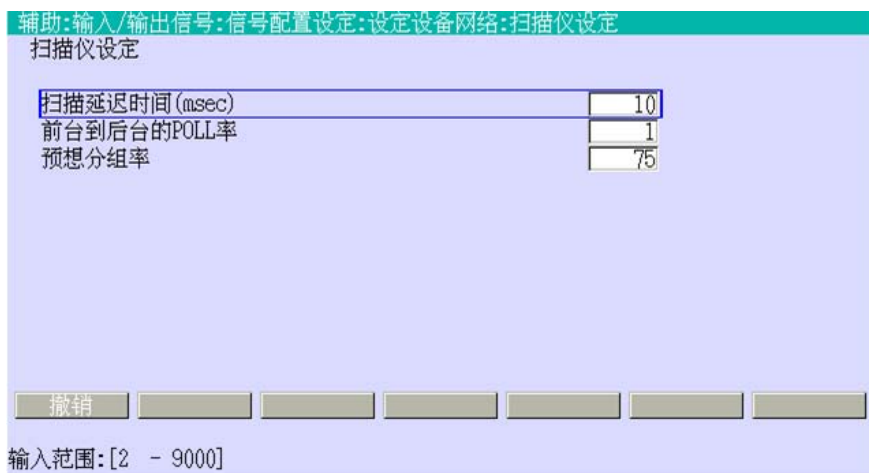 辅助:输入/输出信号:信号配置设定:设定设备网络:扫描仪设定
扫描仪设定
扫描延迟时间(msec) 10
前台到后台的POLL率 1
预想分组率 75
撤销
输入范围:[2 - 9000]